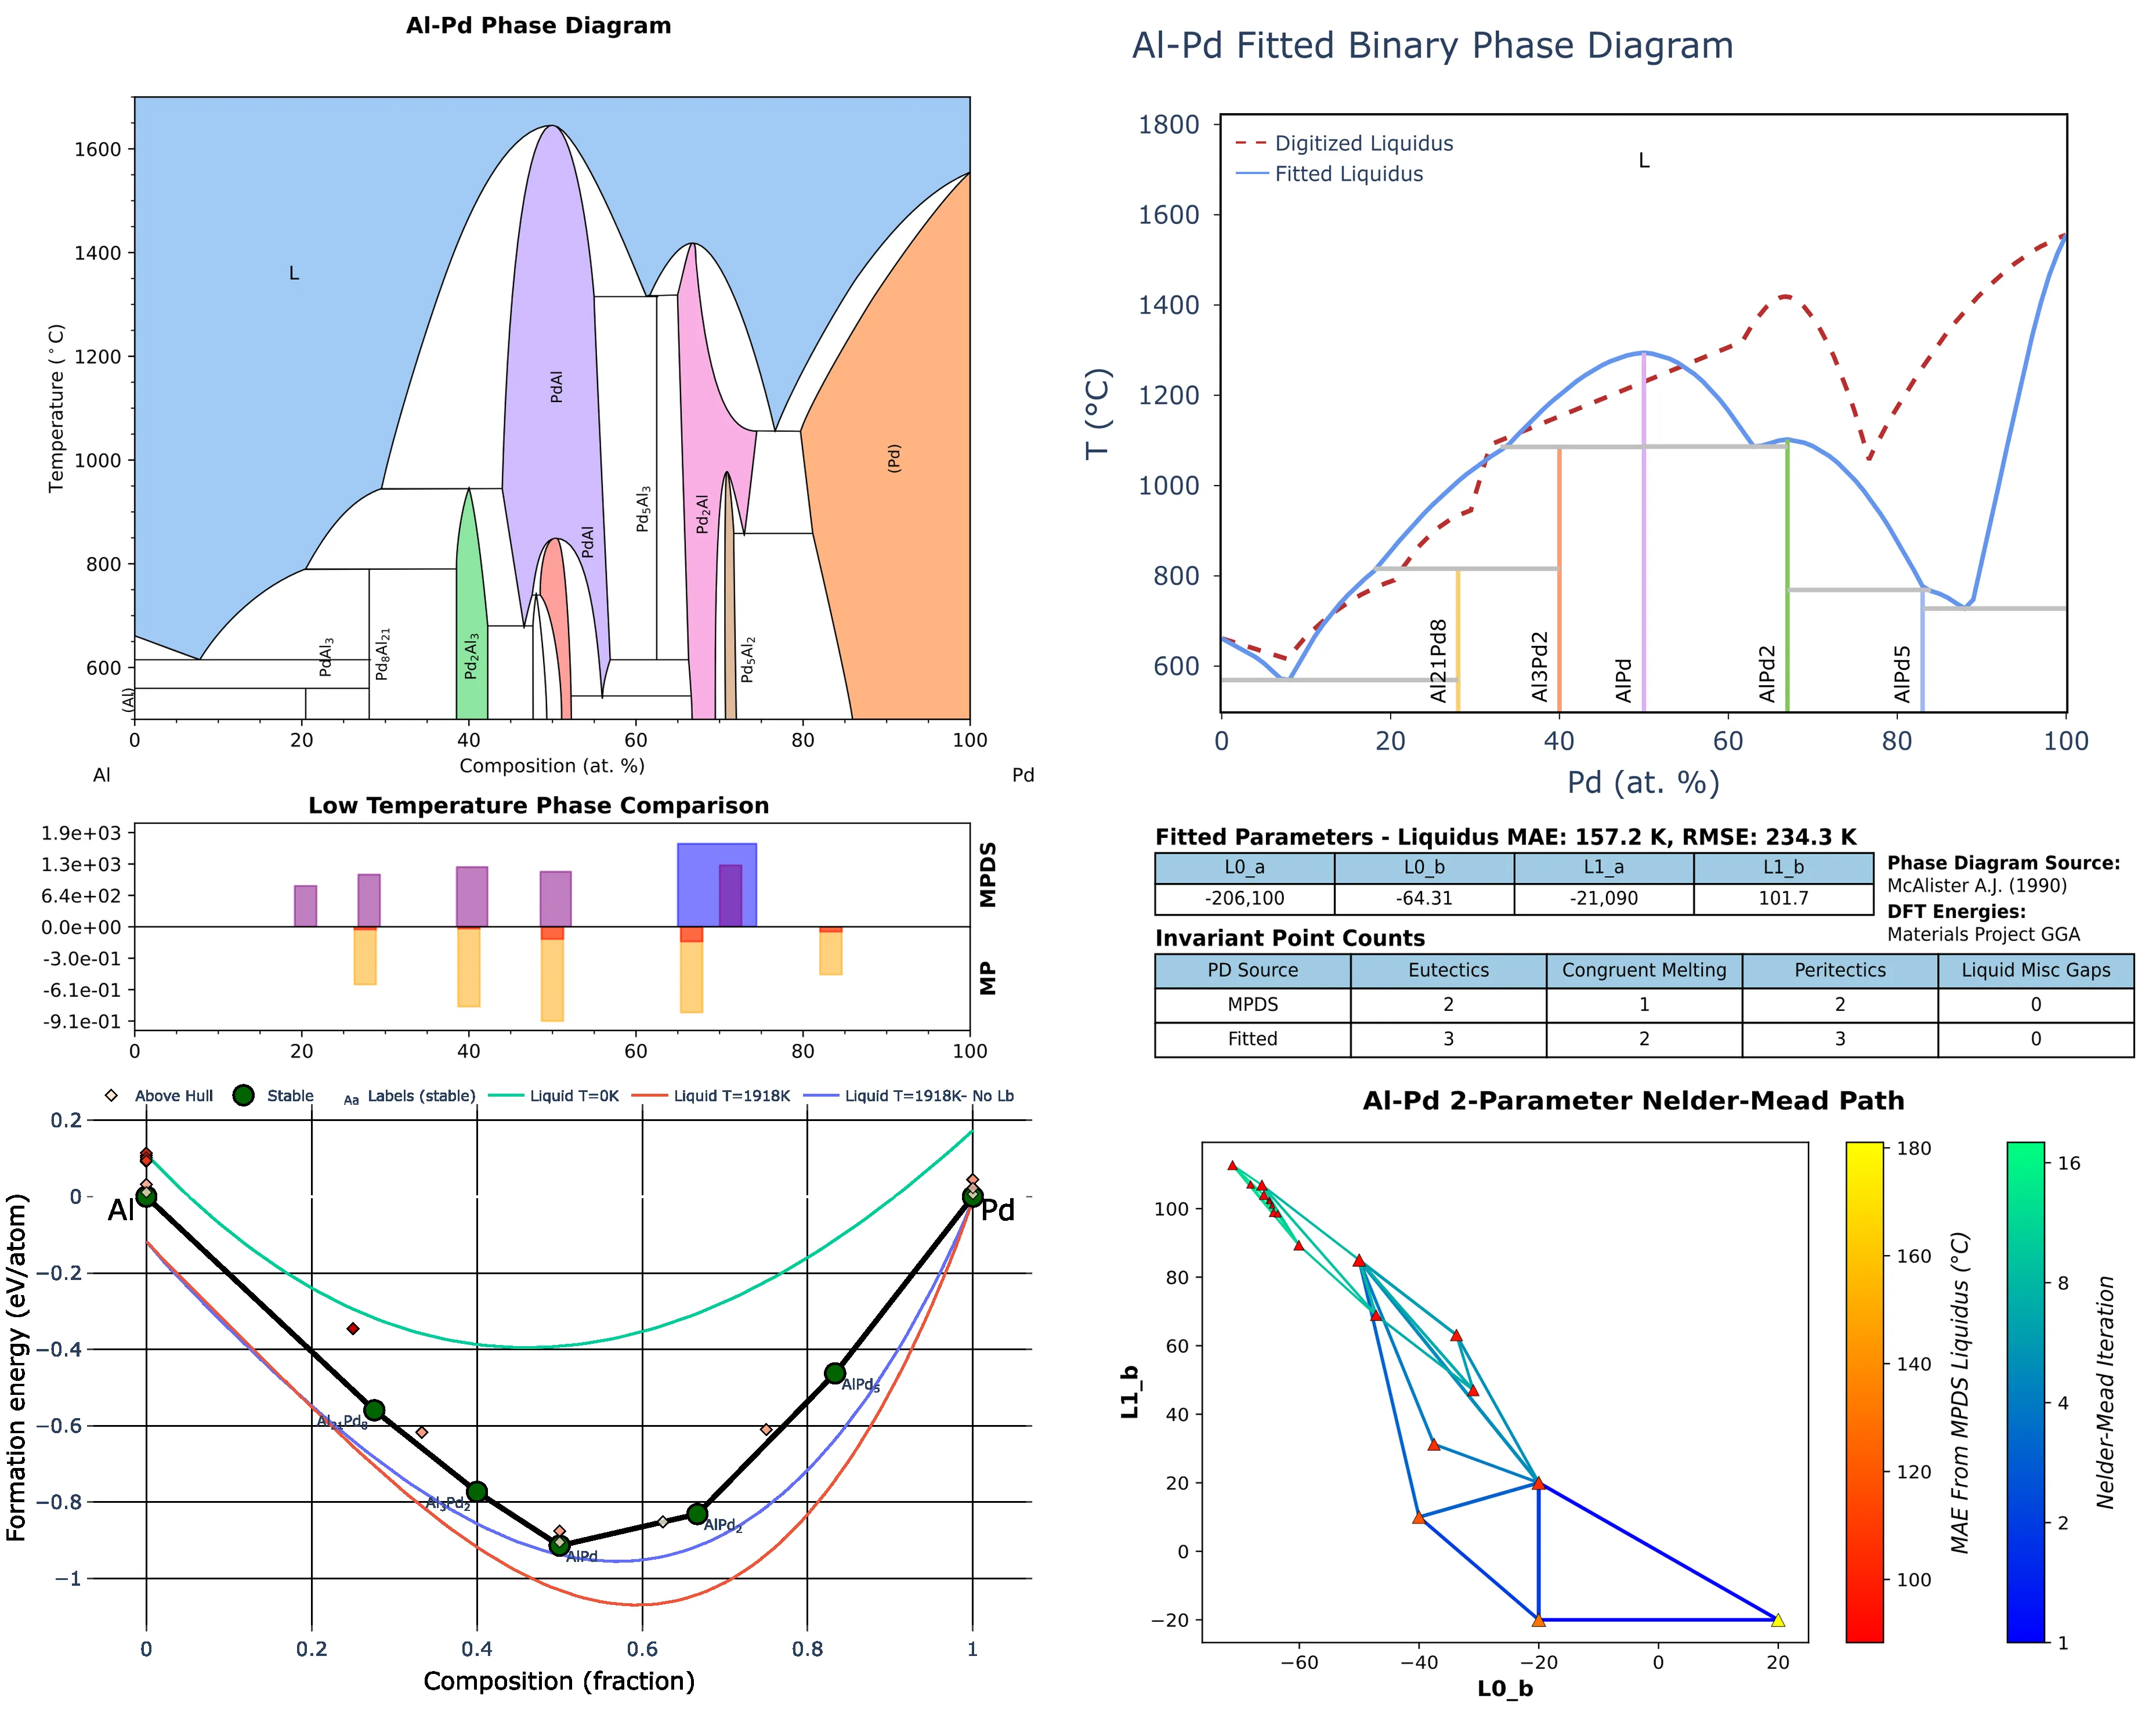 Al-Pd Phase Diagram
1600
1400
1200
1000
800
600
Temperature (°C)
L
PdAl
PdAl
Pd5Al3
Pd2Al
(Pd)
PdAl3
Pd8Al21
Pd2Al3
Pd5Al2
(Al)
0 20 40 60 80 100
Composition (at. %)
Al Pd
Al-Pd Fitted Binary Phase Diagram
Digitized Liquidus
Fitted Liquidus
L
1800
1600
1400
1200
1000
800
600
T (°C)
Al21Pd8
Al3Pd2
AlPd
AlPd2
AlPd5
0 20 40 60 80 100
Pd (at. %)
Low Temperature Phase Comparison
1.9e+03
1.3e+03
6.4e+02
0.0e+00
-3.0e-01
-6.1e-01
-9.1e-01
MPDS
MP
0 20 40 60 80 100
Fitted Parameters - Liquidus MAE: 157.2 K, RMSE: 234.3 K
L0_a L0_b L1_a L1_b
-206,100 -64.31 -21,090 101.7
Phase Diagram Source:
McAlister A.J. (1990)
DFT Energies:
Materials Project GGA
Invariant Point Counts
PD Source Eutectics Congruent Melting Peritectics Liquid Misc Gaps
MPDS 2 1 2 0
Fitted 3 2 3 0
Above Hull Stable Aa Labels (stable) Liquid T=0K Liquid T=1918K Liquid T=1918K- No Lb
0.2
0
−0.2
−0.4
−0.6
−0.8
−1
Formation energy (eV/atom)
Al
Pd
Al21Pd8
Al3Pd2
AlPd
AlPd2
AlPd5
0 0.2 0.4 0.6 0.8 1
Composition (fraction)
Al-Pd 2-Parameter Nelder-Mead Path
100
80
60
40
20
0
−20
L1_b
−60 −40 −20 0 20
L0_b
180
160
140
120
100
MAE From MPDS Liquidus (°C)
16
8
4
2
1
Nelder-Mead Iteration